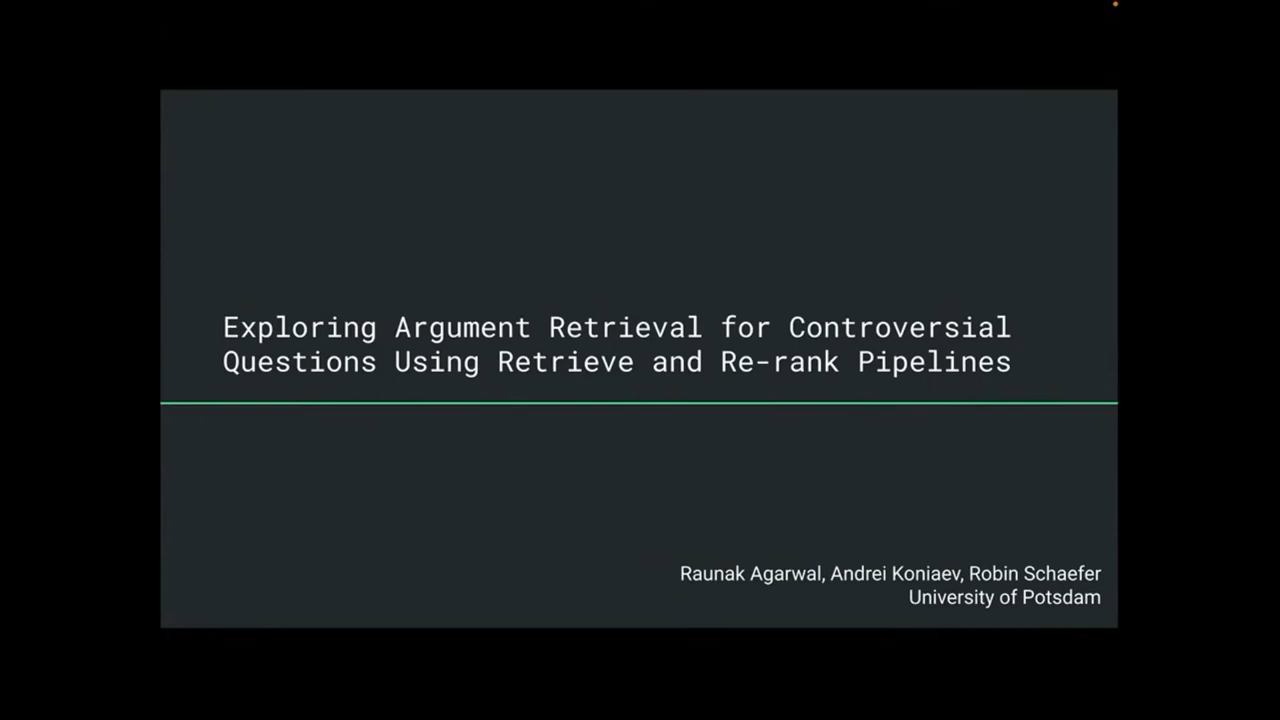 Exploring Argument Retrieval for Controversial
Questions Using Retrieve and Re-rank Pipelines
Raunak Agarwal, Andrei Koniaev, Robin Schaefer
University of Potsdam